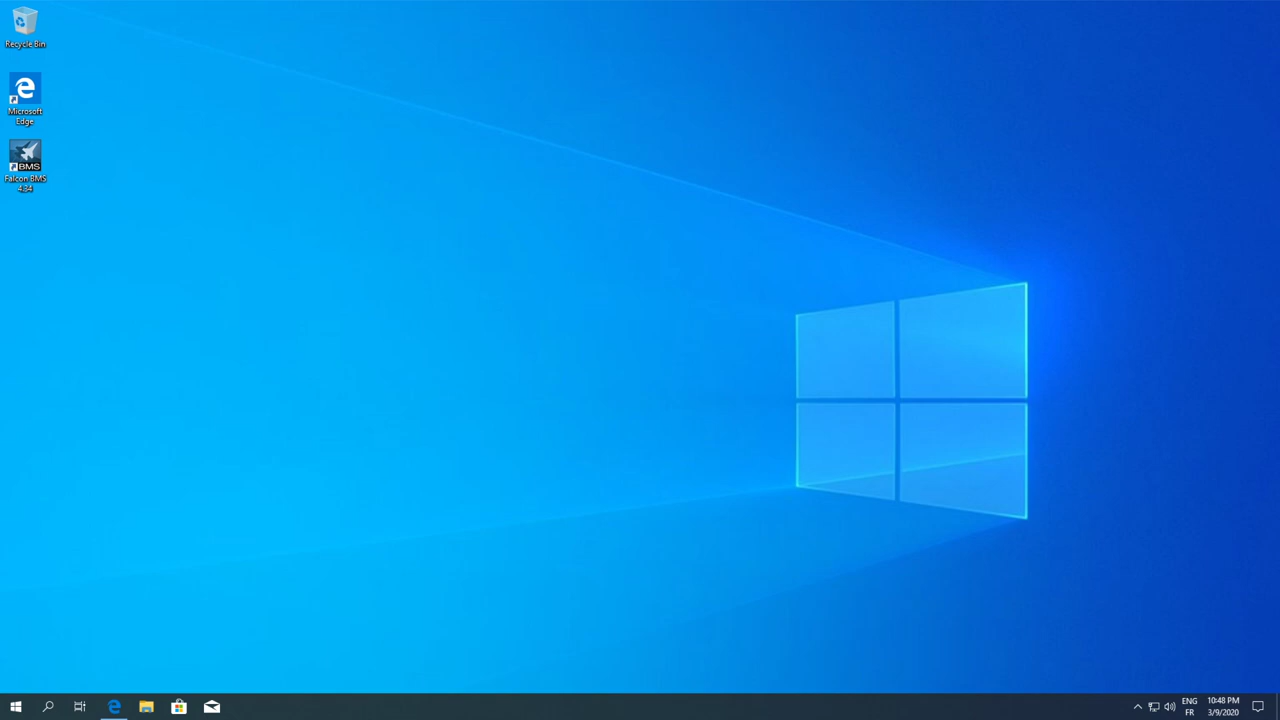 Recycle Bin
Microsoft
Edge
BMS
Falcon BMS
4.34
ENG
FR
10:48 PM
3/9/2020